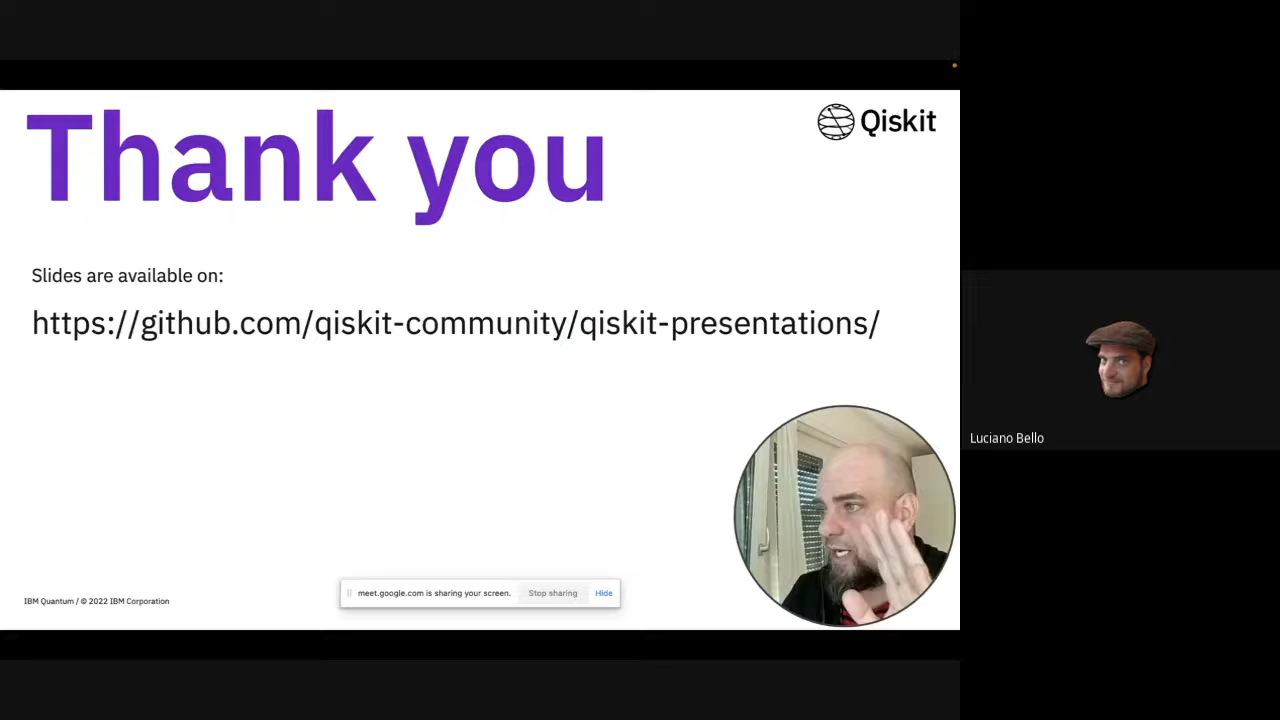 Thank you
Qiskit
Slides are available on:
https://github.com/qiskit-community/qiskit-presentations/
Luciano Bello
meet.google.com is sharing your screen. Stop sharing Hide
IBM Quantum / © 2022 IBM Corporation